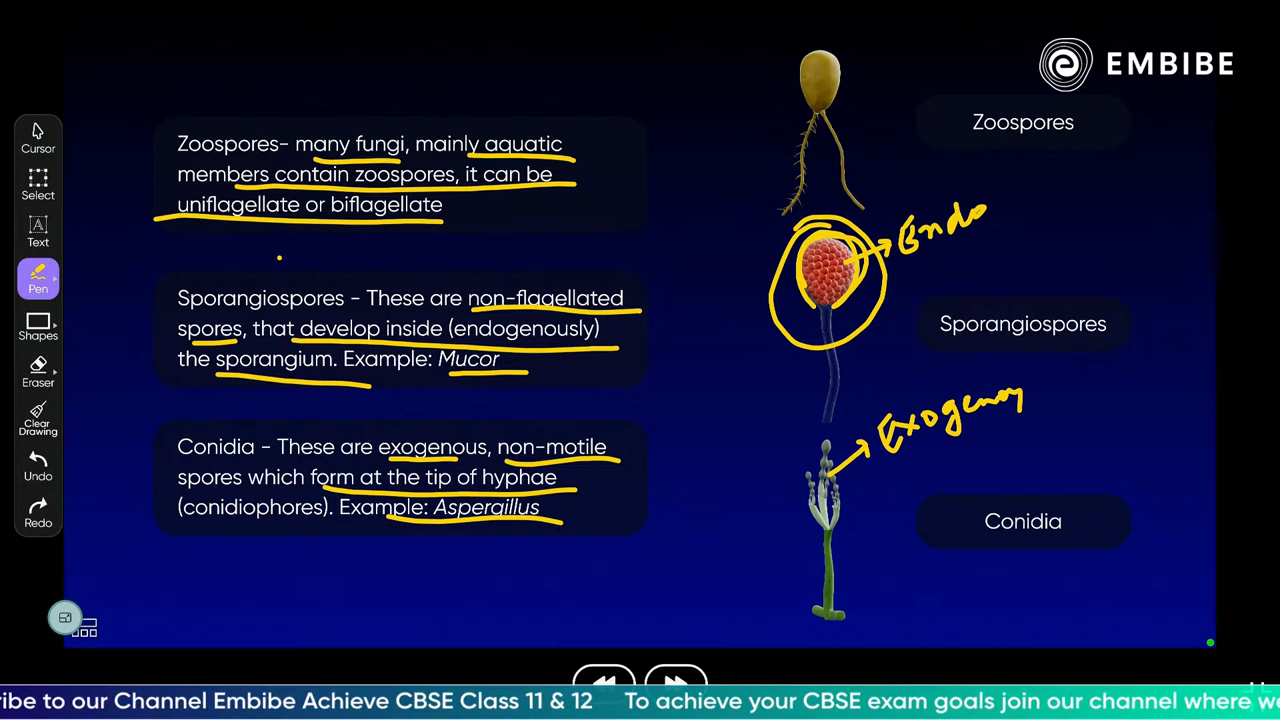 EMBIBE
Cursor
Select
Text
Pen
Shapes
Eraser
Clear
Drawing
Undo
Redo
Zoospores- many fungi, mainly aquatic
members contain zoospores, it can be
uniflagellate or biflagellate
Sporangiospores - These are non-flagellated
spores, that develop inside (endogenously)
the sporangium. Example: Mucor
Conidia - These are exogenous, non-motile
spores which form at the tip of hyphae
(conidiophores). Example: Aspergillus
Zoospores
Endo
Sporangiospores
Conidia
ribe to our Channel Embibe Achieve CBSE Class 11 & 12 To achieve your CBSE exam goals join our channel where w